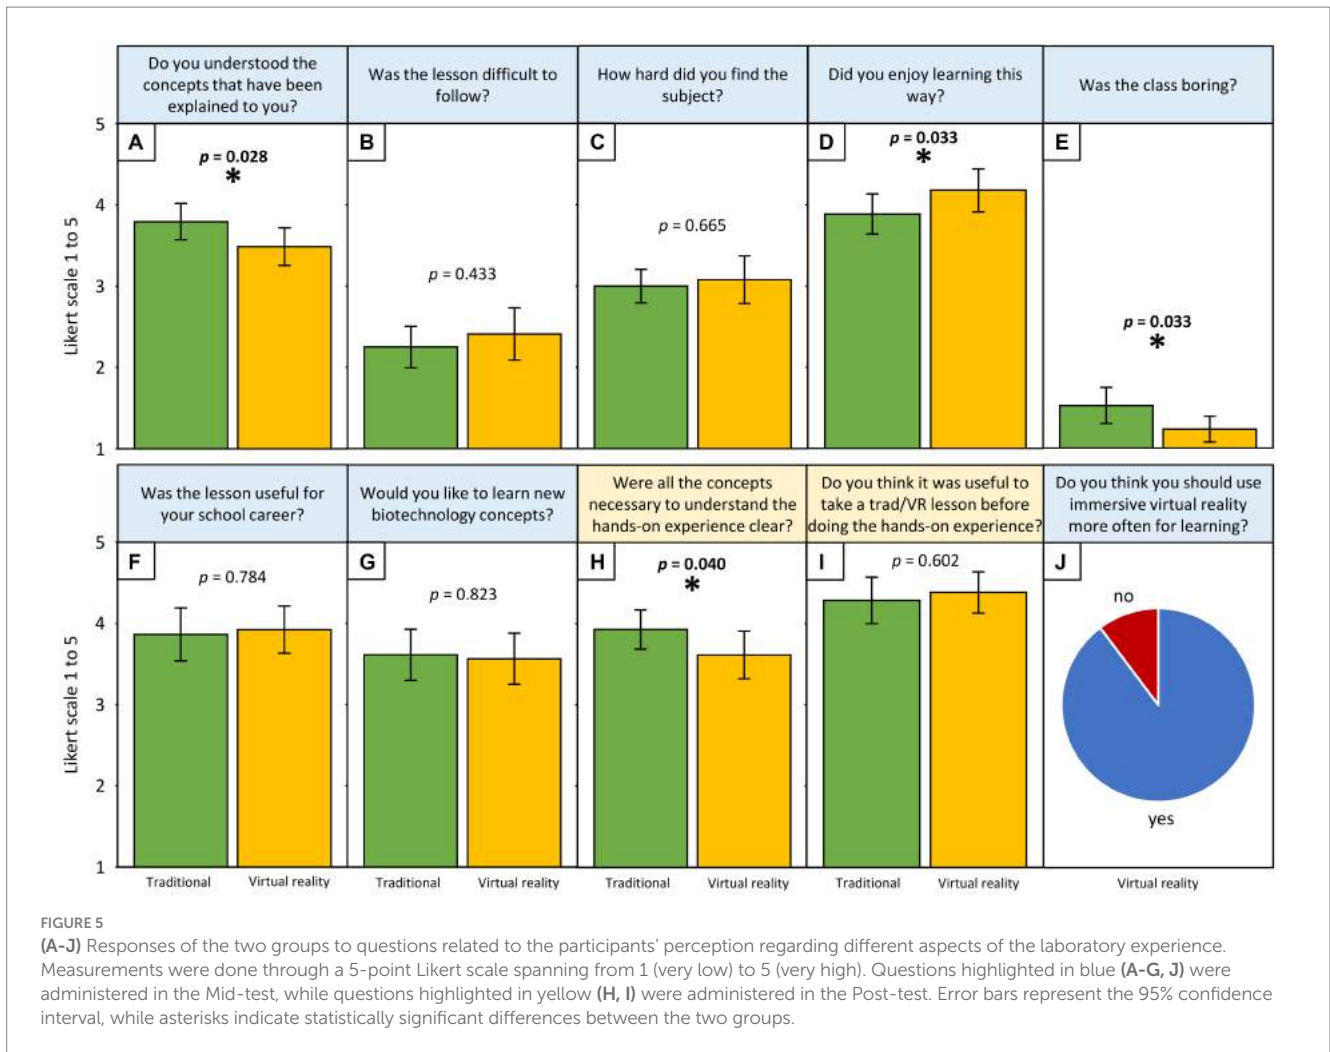 Do you understood the
concepts that have been
explained to you?
Was the lesson difficult to
follow?
How hard did you find the
subject?
Did you enjoy learning this
way?
Was the class boring?
5
4
3
2
1
Likert scale 1 to 5
A
p = 0.028
*
B
p = 0.433
C
p = 0.665
D
p = 0.033
*
E
p = 0.033
*
Was the lesson useful for
your school career?
Would you like to learn new
biotechnology concepts?
Were all the concepts
necessary to understand the
hands-on experience clear?
Do you think it was useful to
take a trad/VR lesson before
doing the hands-on experience?
Do you think you should use
immersive virtual reality
more often for learning?
5
4
3
2
1
Likert scale 1 to 5
F
p = 0.784
G
p = 0.823
H
p = 0.040
*
I
p = 0.602
J
no
yes
Traditional Virtual reality
Traditional Virtual reality
Traditional Virtual reality
Traditional Virtual reality
Virtual reality
FIGURE 5
(A-J) Responses of the two groups to questions related to the participants' perception regarding different aspects of the laboratory experience.
Measurements were done through a 5-point Likert scale spanning from 1 (very low) to 5 (very high). Questions highlighted in blue (A-G, J) were
administered in the Mid-test, while questions highlighted in yellow (H, I) were administered in the Post-test. Error bars represent the 95% confidence
interval, while asterisks indicate statistically significant differences between the two groups.